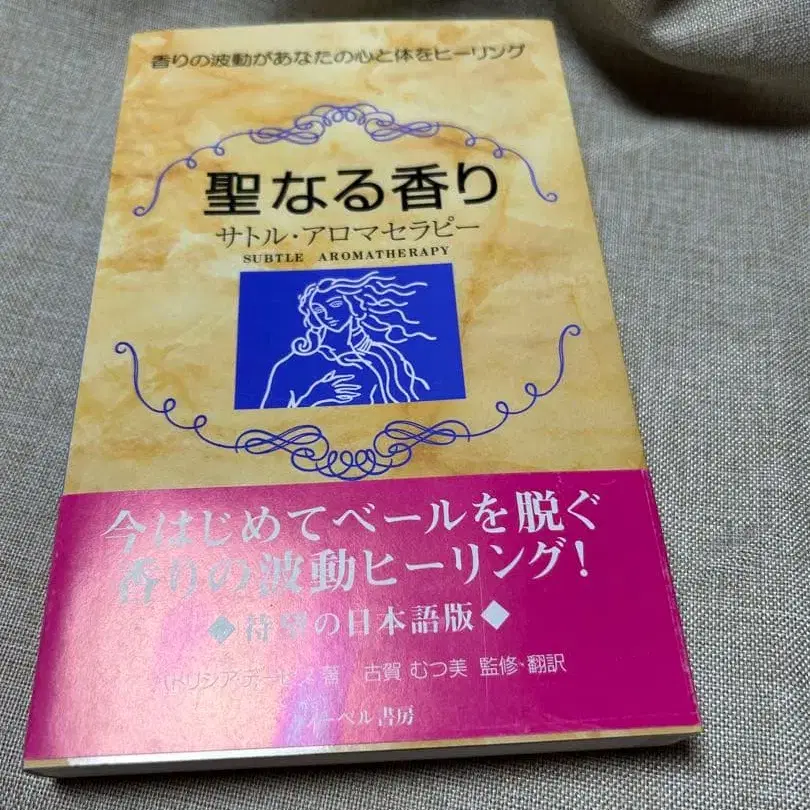 香りの波動があなたの心と体をヒーリング
聖なる香り
サトル・アロマセラピー
SUBTLE AROMATHERAPY
今はじめてベールを脱ぐ
香りの波動ヒーリング!
◆待望の日本語版◆
パトリシア・デービス 著 古賀 むつ美 監修・翻訳
書房